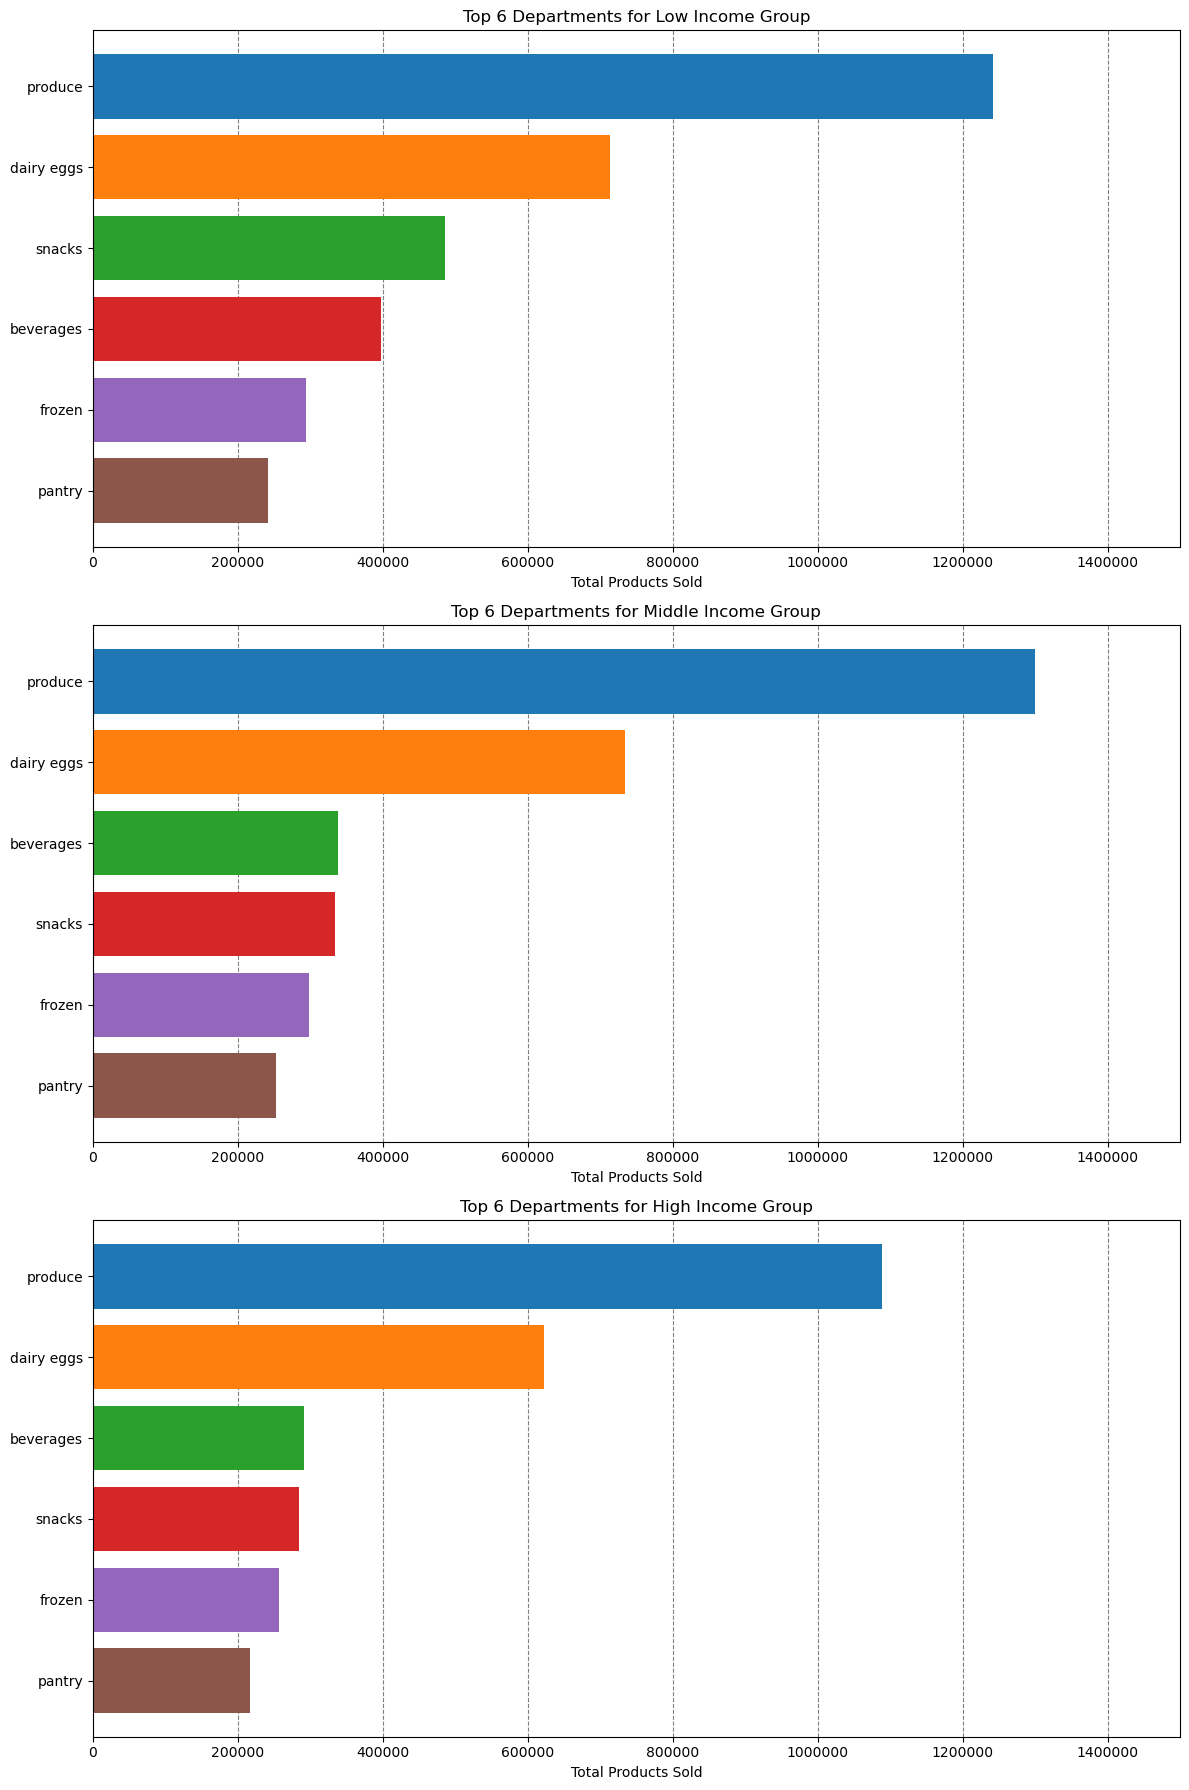 Top 6 Departments for Low Income Group
produce
dairy eggs
snacks
beverages
frozen
pantry
0 200000 400000 600000 800000 1000000 1200000 1400000
Total Products Sold
Top 6 Departments for Middle Income Group
produce
dairy eggs
beverages
snacks
frozen
pantry
0 200000 400000 600000 800000 1000000 1200000 1400000
Total Products Sold
Top 6 Departments for High Income Group
produce
dairy eggs
beverages
snacks
frozen
pantry
0 200000 400000 600000 800000 1000000 1200000 1400000
Total Products Sold